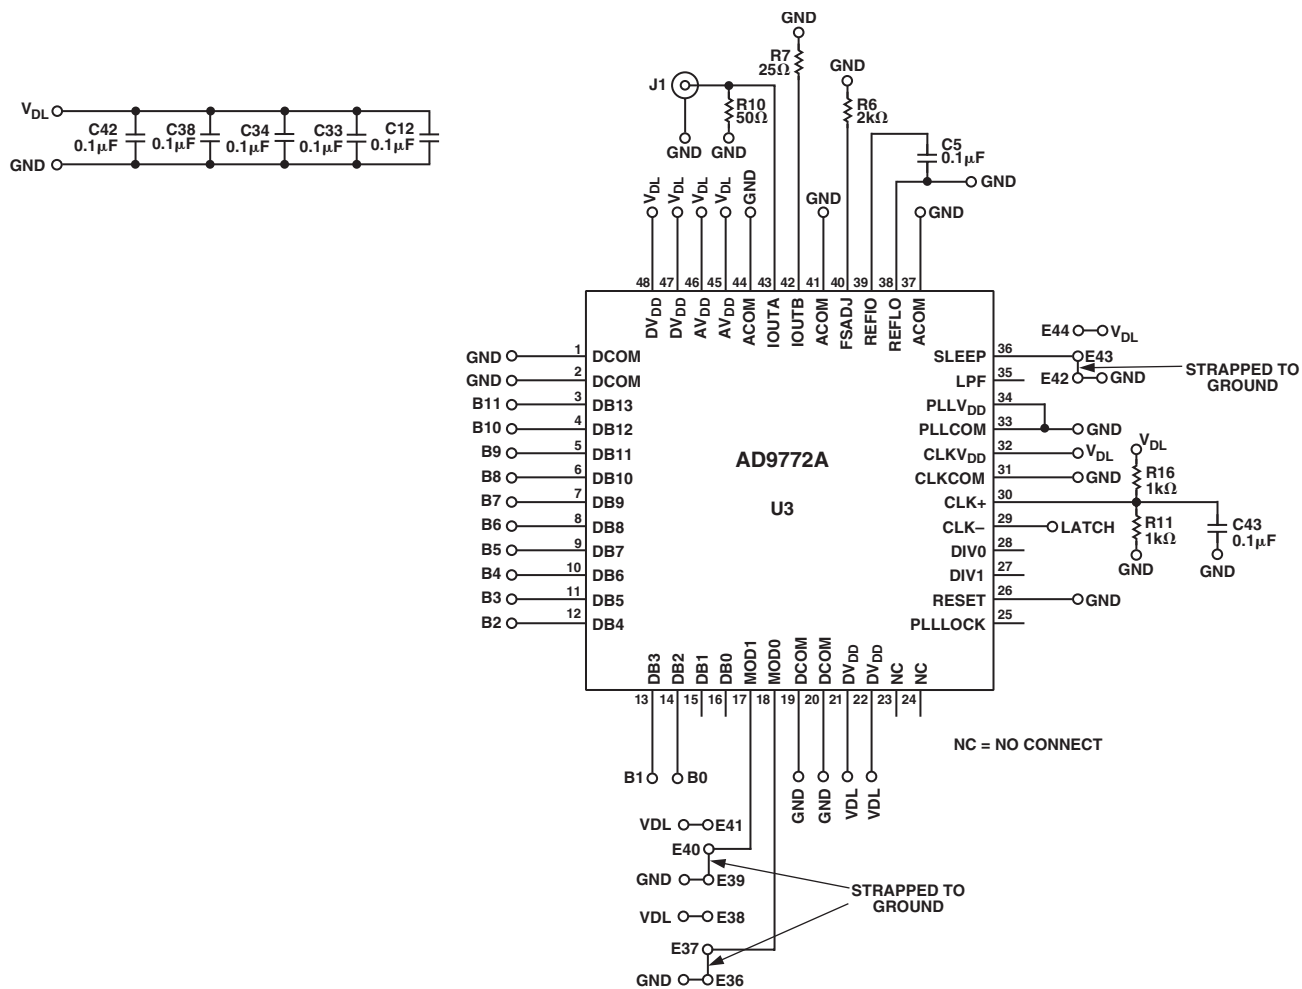 GND
R7
25Ω
GND
J1
R10
50Ω
R6
2kΩ
GND
GND
C5
0.1µF
GND
VDL
C42
0.1µF
C38
0.1µF
C34
0.1µF
C33
0.1µF
C12
0.1µF
GND
VDL
VDL
VDL
VDL
GND
GND
GND
48
47
46
45
44
43
42
41
40
39
38
37
DVDD
DVDD
AVDD
AVDD
ACOM
IOUTA
IOUTB
ACOM
FSADJ
REFIO
REFLO
ACOM
GND 1 DCOM
GND 2 DCOM
B11 3 DB13
B10 4 DB12
B9 5 DB11
B8 6 DB10
B7 7 DB9
B6 8 DB8
B5 9 DB7
B4 10 DB6
B3 11 DB5
B2 12 DB4
AD9772A
U3
E44 VDL
SLEEP 36 E43
E42 GND
STRAPPED TO
GROUND
LPF 35
PLLVDD 34
PLLCOM 33 GND
CLKVDD 32 VDL
CLKCOM 31 GND
CLK+ 30
CLK– 29 LATCH
DIV0 28
DIV1 27
RESET 26 GND
PLLLOCK 25
VDL
R16
1kΩ
R11
1kΩ
GND
C43
0.1µF
GND
DB3
DB2
DB1
DB0
MOD1
MOD0
DCOM
DCOM
DVDD
DVDD
NC
NC
13
14
15
16
17
18
19
20
21
22
23
24
NC = NO CONNECT
B1
B0
GND
GND
VDL
VDL
VDL E41
E40
GND E39
STRAPPED TO
GROUND
VDL E38
E37
GND E36